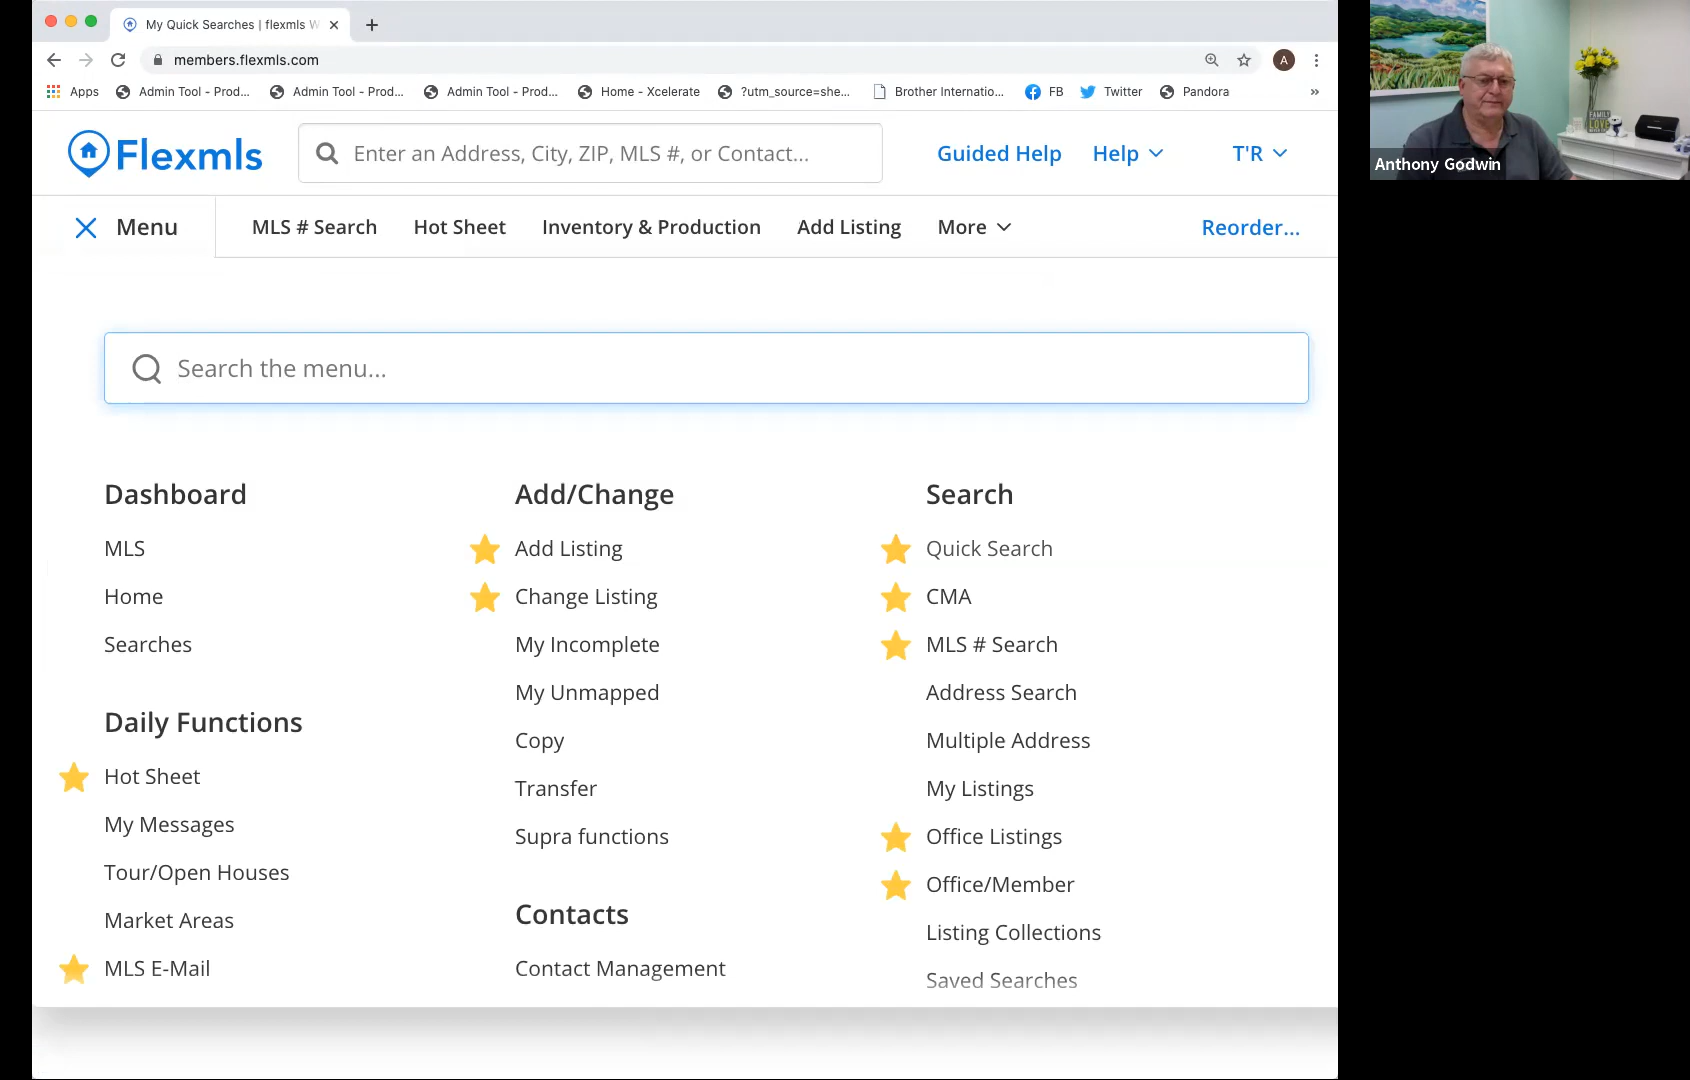 My Quick Searches | flexmls W
members.flexmls.com
A
Apps
Admin Tool - Prod...
Admin Tool - Prod...
Admin Tool - Prod...
Home - Xcelerate
?utm_source=she...
Brother Internatio...
FB
Twitter
Pandora
»
Flexmls
Enter an Address, City, ZIP, MLS #, or Contact...
Guided Help
Help
T'R
Menu
MLS # Search
Hot Sheet
Inventory & Production
Add Listing
More
Reorder...
Search the menu...
Dashboard
MLS
Home
Searches
Daily Functions
Hot Sheet
My Messages
Tour/Open Houses
Market Areas
MLS E-Mail
Add/Change
Add Listing
Change Listing
My Incomplete
My Unmapped
Copy
Transfer
Supra functions
Contacts
Contact Management
Search
Quick Search
CMA
MLS # Search
Address Search
Multiple Address
My Listings
Office Listings
Office/Member
Listing Collections
Saved Searches
FAMILY
LOVE
Anthony Godwin